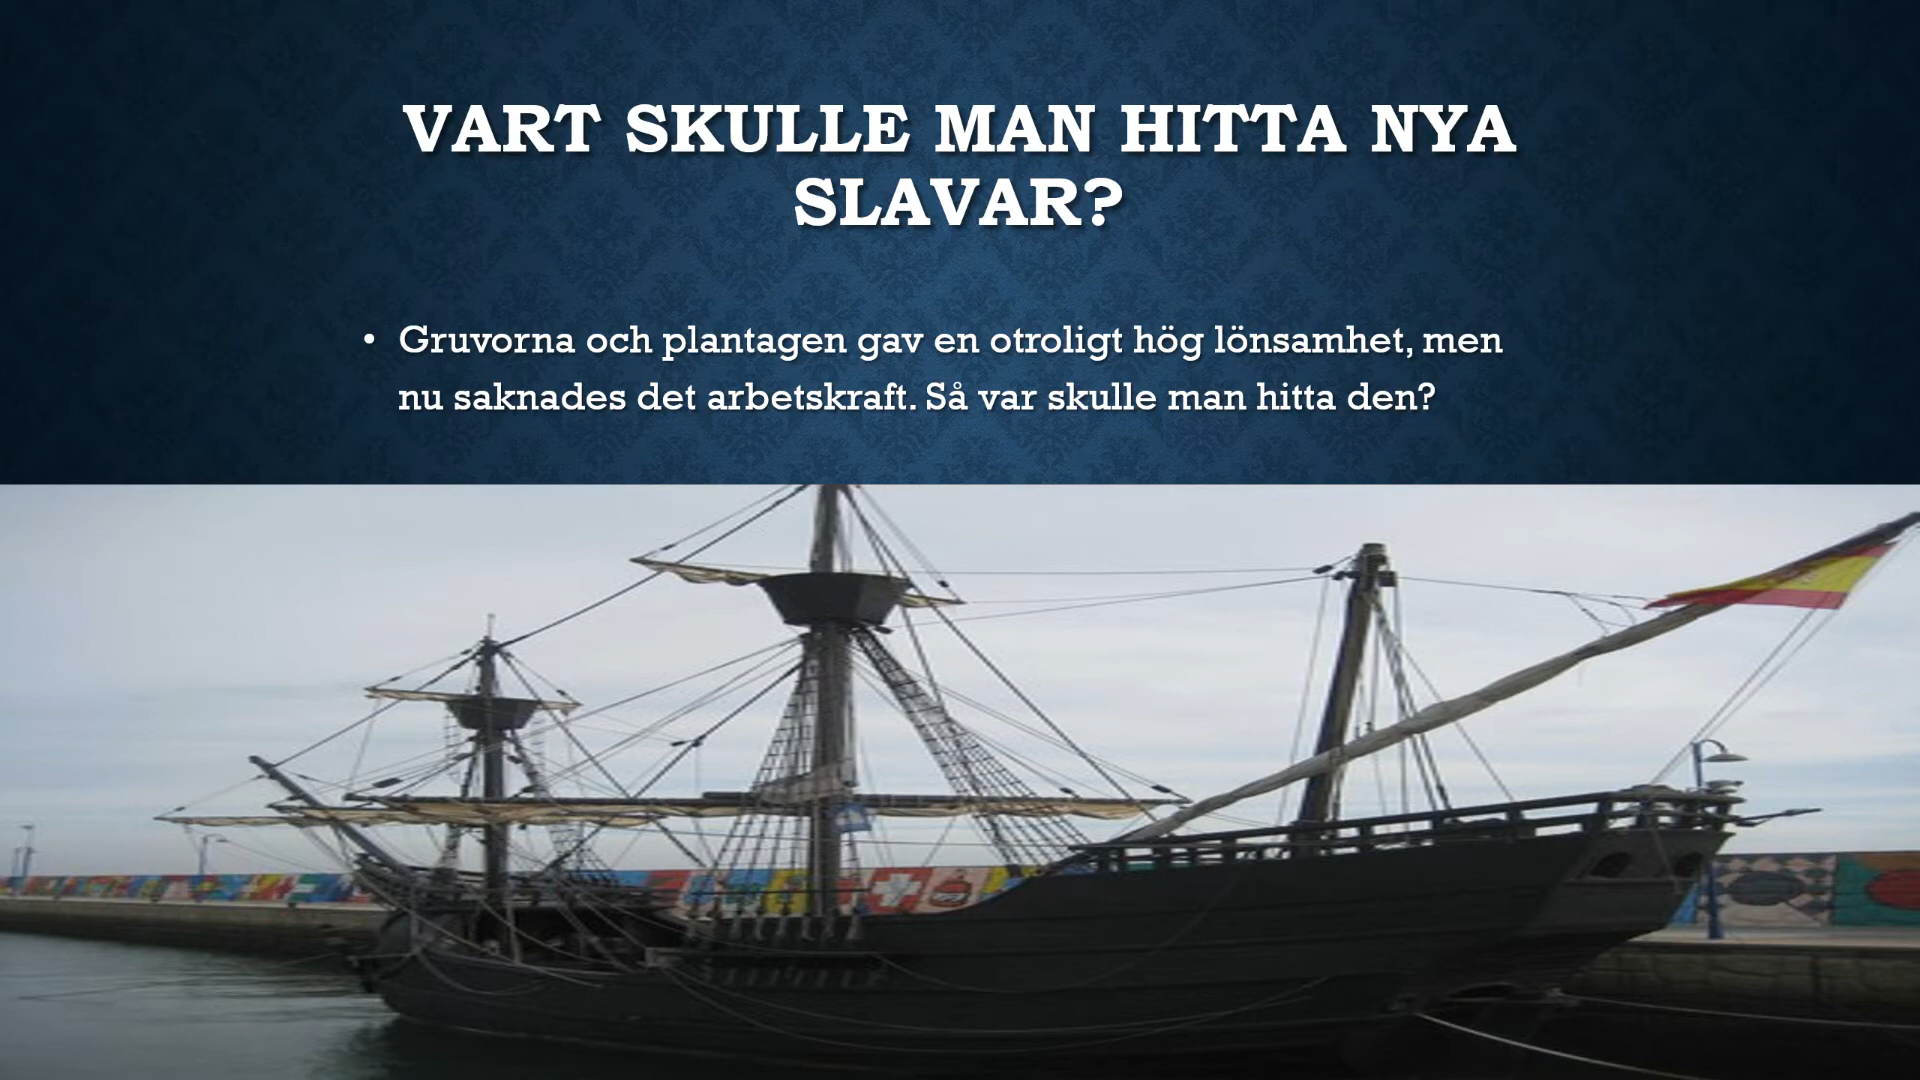 VART SKULLE MAN HITTA NYA
SLAVAR?
• Gruvorna och plantagen gav en otroligt hög lönsamhet, men
nu saknades det arbetskraft. Så var skulle man hitta den?